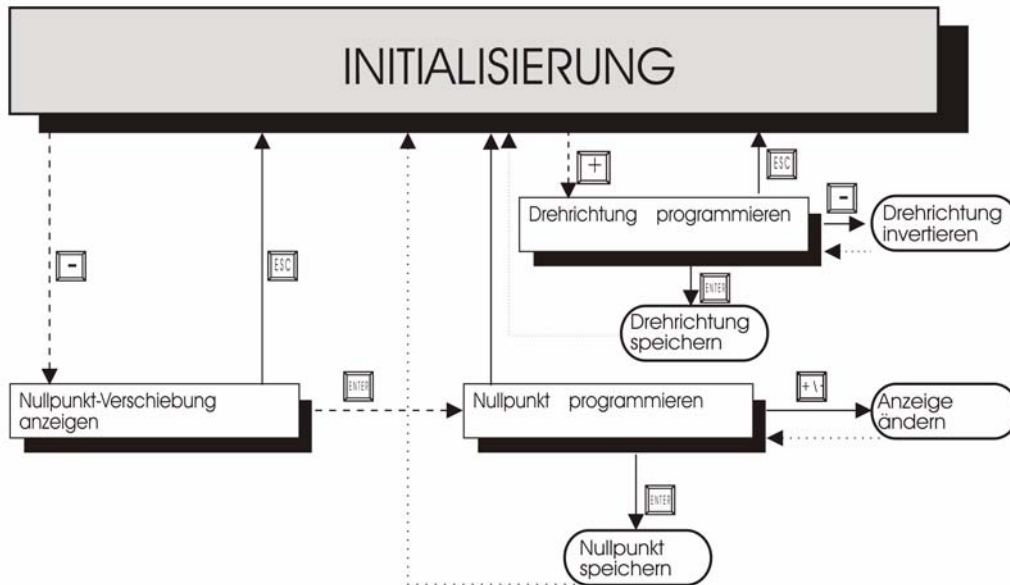 INITIALISIERUNG
+
ESC
Drehrichtung programmieren
-
Drehrichtung
invertieren
-
ESC
ENTER
Drehrichtung
speichern
Nullpunkt-Verschiebung
anzeigen
ENTER
Nullpunkt programmieren
+\-
Anzeige
ändern
ENTER
Nullpunkt
speichern